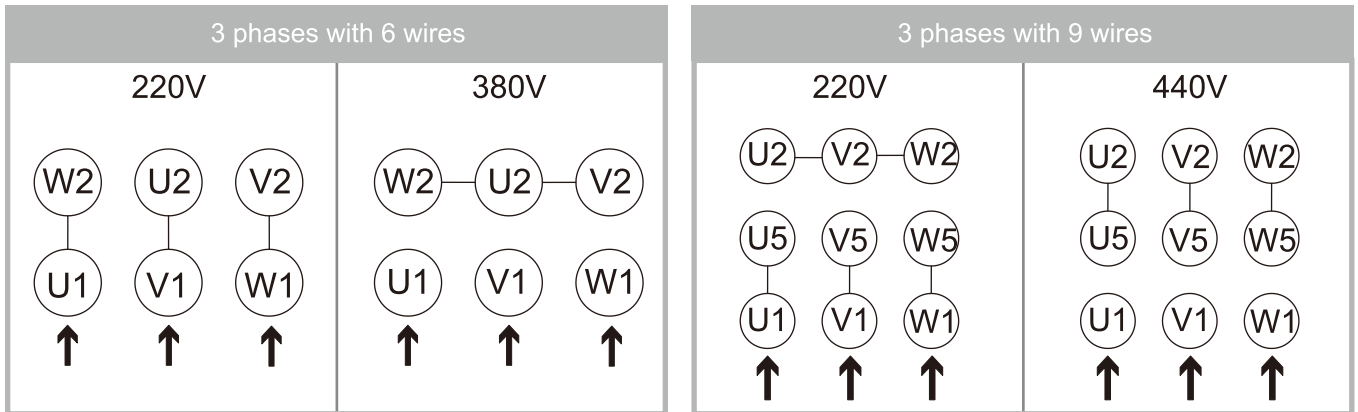 3 phases with 6 wires
220V
W2 U2 V2
U1 V1 W1
380V
W2 U2 V2
U1 V1 W1
3 phases with 9 wires
220V
U2 V2 W2
U5 V5 W5
U1 V1 W1
440V
U2 V2 W2
U5 V5 W5
U1 V1 W1